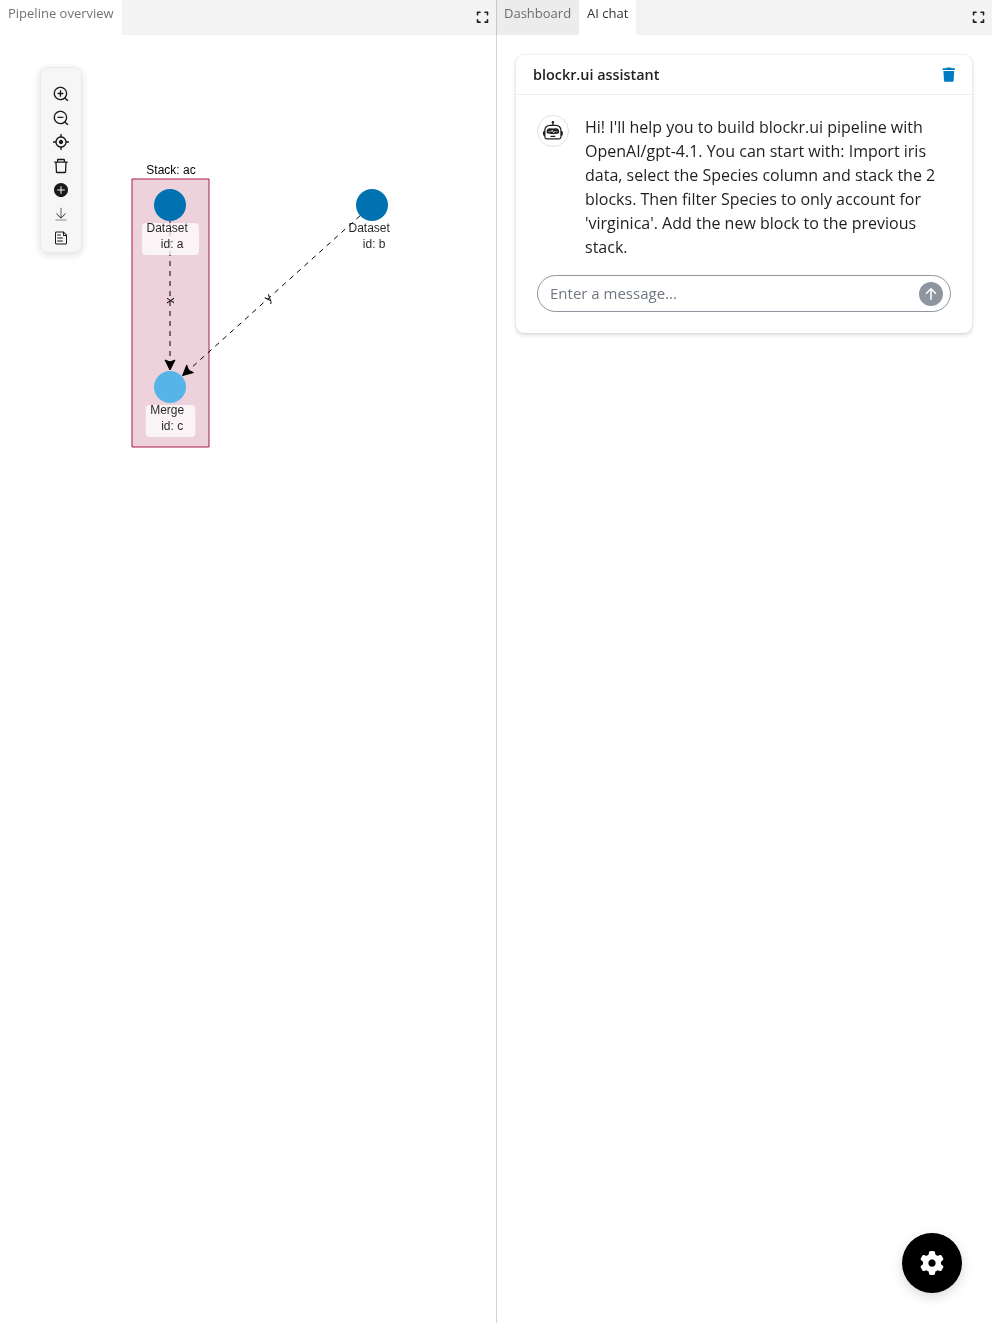 Pipeline overview
Dashboard
AI chat
Stack: ac
Dataset
id: a
Dataset
id: b
x
y
Merge
id: c
blockr.ui assistant
Hi! I'll help you to build blockr.ui pipeline with
OpenAI/gpt-4.1. You can start with: Import iris
data, select the Species column and stack the 2
blocks. Then filter Species to only account for
'virginica'. Add the new block to the previous
stack.
Enter a message...